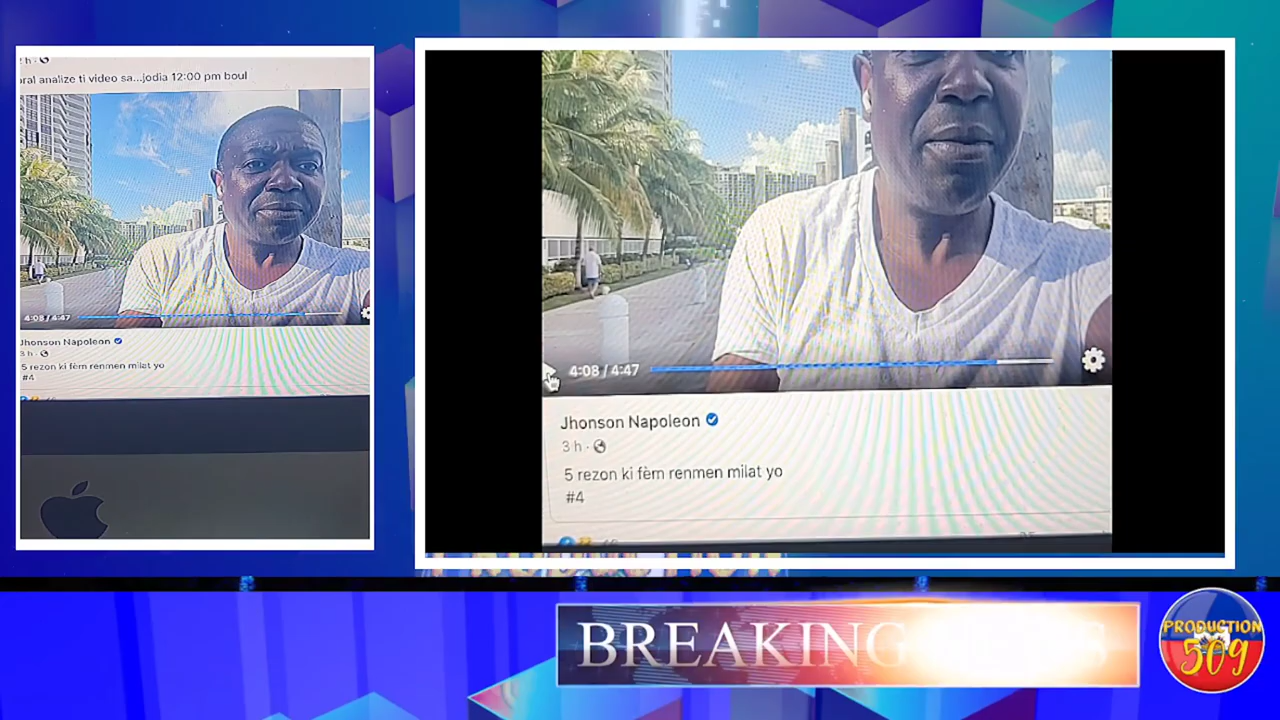 h ·
oral analize ti video sa...jodia 12:00 pm boul
4:08 / 4:47
Jhonson Napoleon
3 h ·
5 rezon ki fèm renmen milat yo
#4
4:08 / 4:47
Jhonson Napoleon
3 h ·
5 rezon ki fèm renmen milat yo
#4
BREAKING
PRODUCTION
509